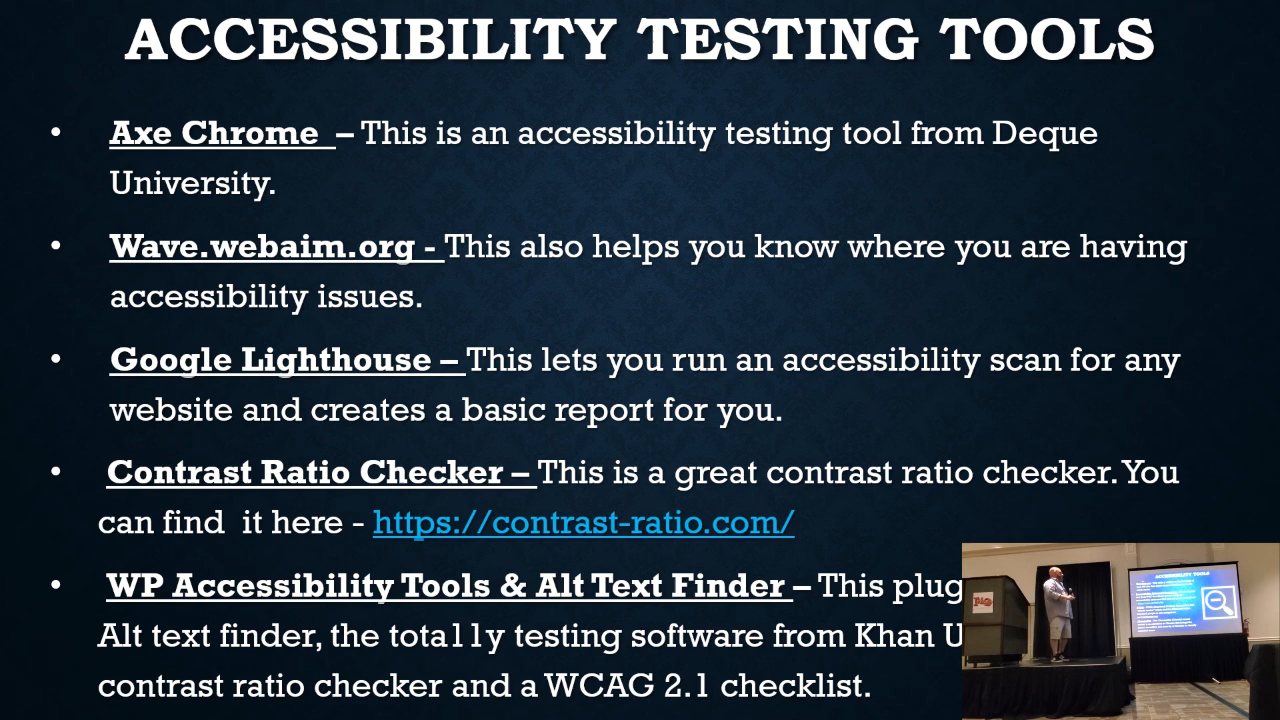 ACCESSIBILITY TESTING TOOLS
• Axe Chrome – This is an accessibility testing tool from Deque
University.
• Wave.webaim.org - This also helps you know where you are having
accessibility issues.
• Google Lighthouse – This lets you run an accessibility scan for any
website and creates a basic report for you.
• Contrast Ratio Checker – This is a great contrast ratio checker. You
can find it here - https://contrast-ratio.com/
• WP Accessibility Tools & Alt Text Finder – This plug
Alt text finder, the tota11y testing software from Khan U
contrast ratio checker and a WCAG 2.1 checklist.
ACCESSIBILITY TOOLS